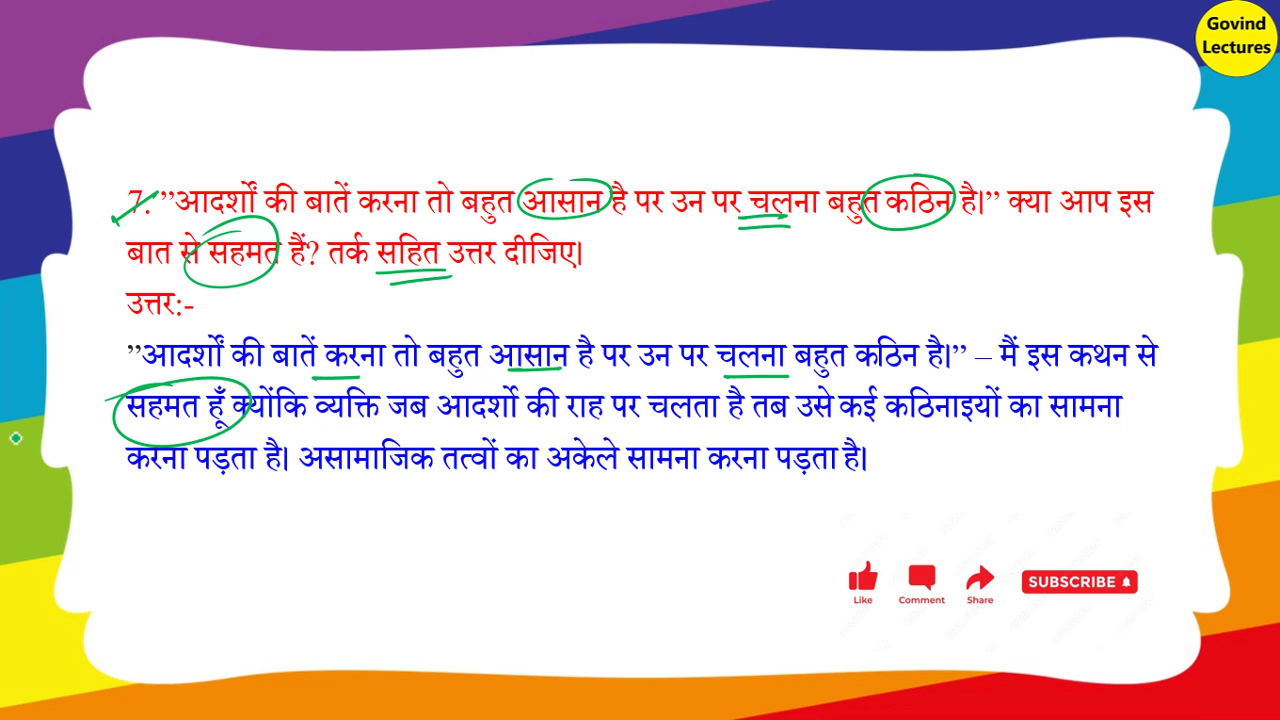 Govind
Lectures
7. ”आदर्शों की बातें करना तो बहुत आसान है पर उन पर चलना बहुत कठिन है।” क्या आप इस
बात से सहमत हैं? तर्क सहित उत्तर दीजिए।
उत्तर:-
”आदर्शों की बातें करना तो बहुत आसान है पर उन पर चलना बहुत कठिन है।” – मैं इस कथन से
सहमत हूँ क्योंकि व्यक्ति जब आदर्शो की राह पर चलता है तब उसे कई कठिनाइयों का सामना
करना पड़ता है। असामाजिक तत्वों का अकेले सामना करना पड़ता है।
Like Comment Share SUBSCRIBE